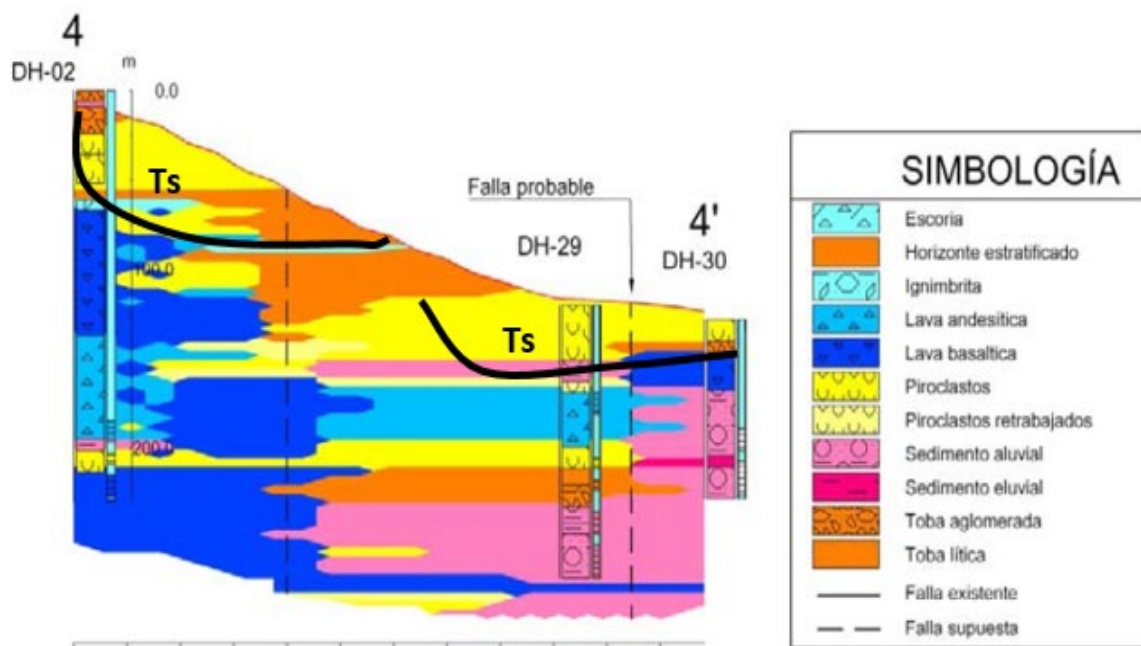 4
DH-02
m
0.0
Ts
100.0
200.0
Falla probable
Ts
DH-29
4'
DH-30
SIMBOLOGÍA
Escoria
Horizonte estratificado
Ignimbrita
Lava andesítica
Lava basaltica
Piroclastos
Piroclastos retrabajados
Sedimento aluvial
Sedimento eluvial
Toba aglomerada
Toba lítica
Falla existente
Falla supuesta